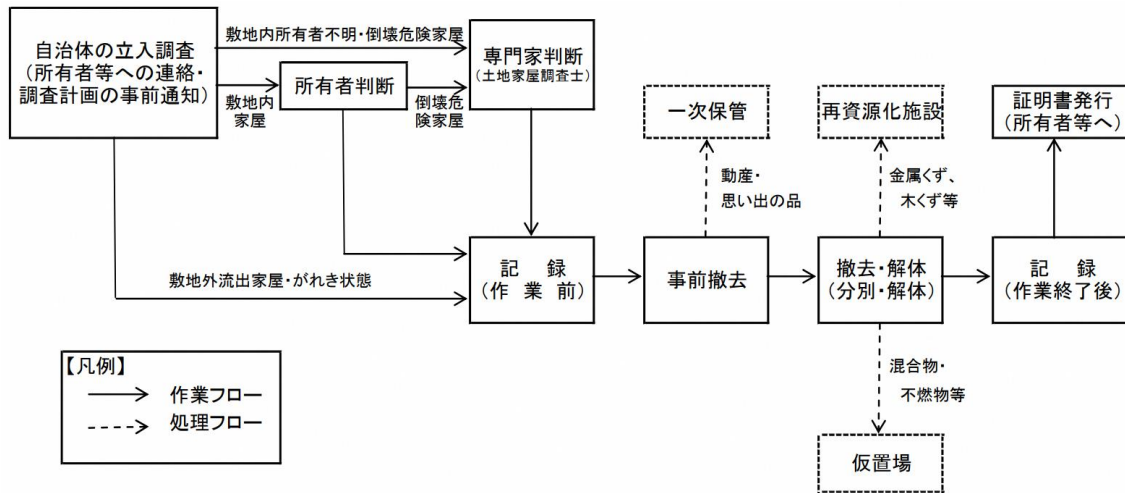 自治体の立入調査
(所有者等への連絡・
調査計画の事前通知)
敷地内所有者不明・倒壊危険家屋
敷地内
家屋
所有者判断
倒壊危
険家屋
専門家判断
(土地家屋調査士)
敷地外流出家屋・がれき状態
記　録
(作　業　前)
事前撤去
動産・
思い出の品
一次保管
撤去・解体
(分別・解体)
金属くず、
木くず等
再資源化施設
混合物・
不燃物等
仮置場
記　録
(作業終了後)
証明書発行
(所有者等へ)
【凡例】
作業フロー
処理フロー